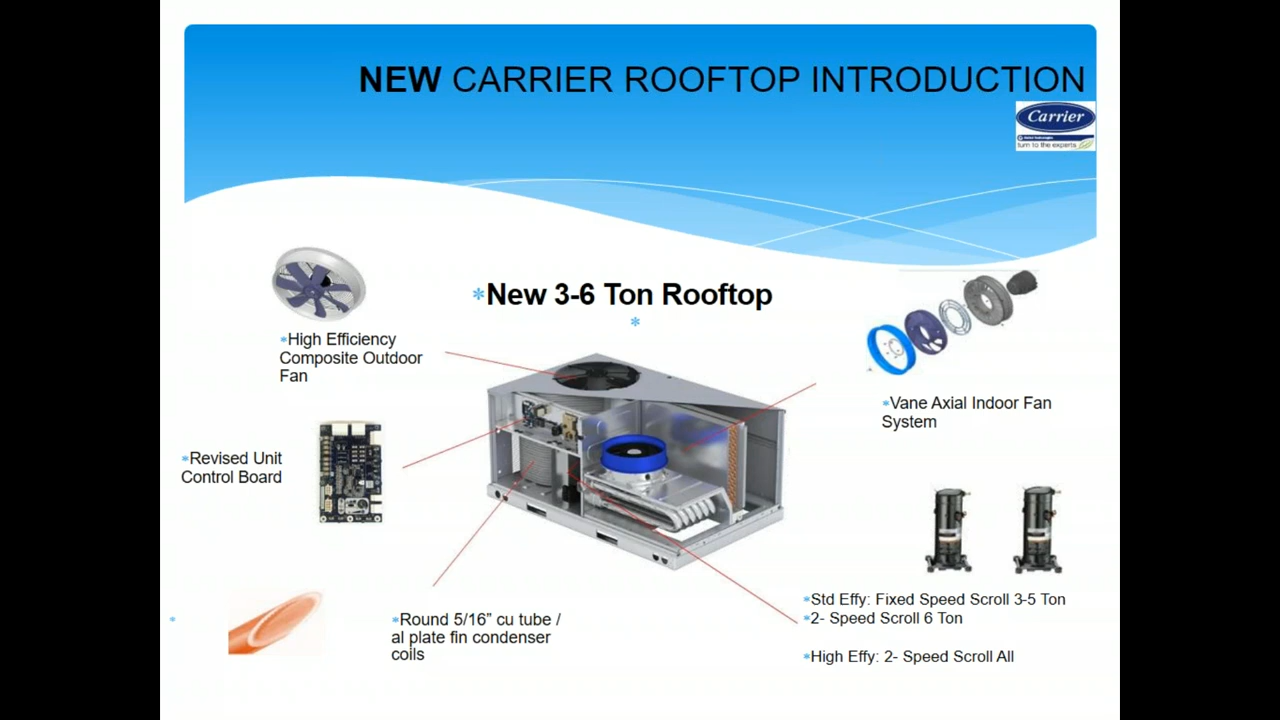 NEW CARRIER ROOFTOP INTRODUCTION
Carrier
turn to the experts
*New 3-6 Ton Rooftop
*
*High Efficiency
Composite Outdoor
Fan
*Vane Axial Indoor Fan
System
*Revised Unit
Control Board
*Round 5/16” cu tube /
al plate fin condenser
coils
*
*Std Effy: Fixed Speed Scroll 3-5 Ton
*2- Speed Scroll 6 Ton
*High Effy: 2- Speed Scroll All